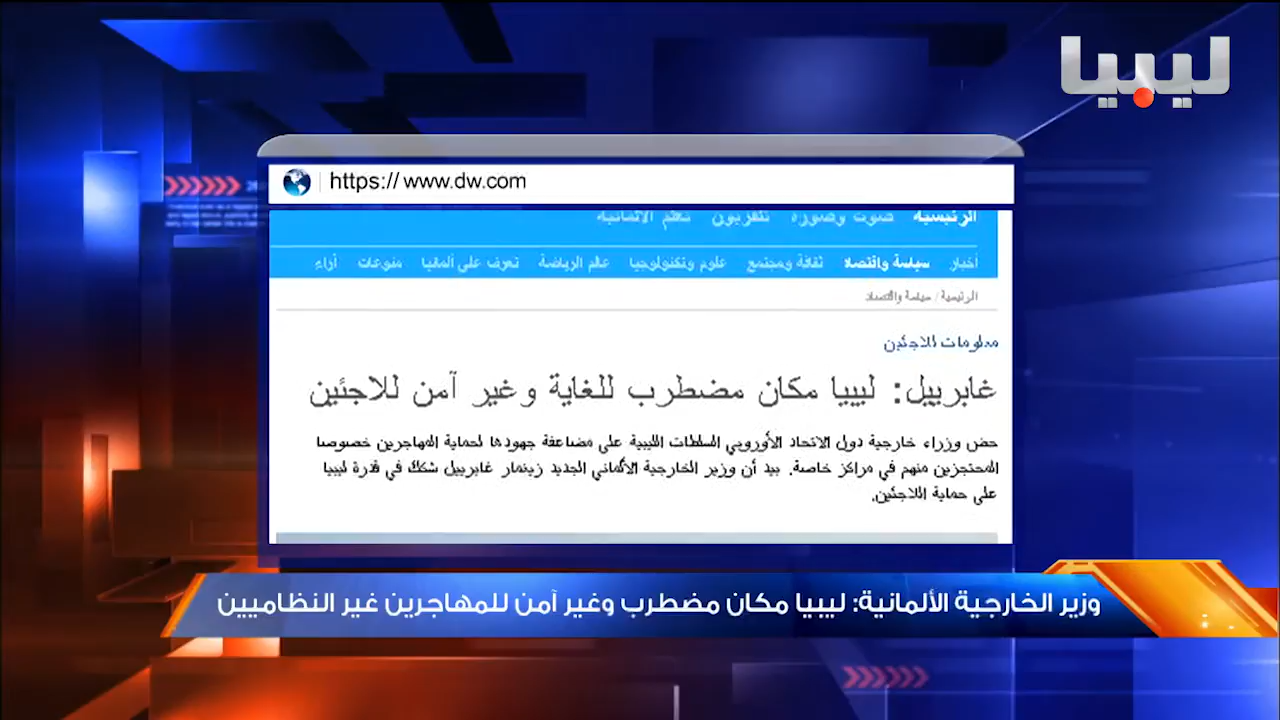 ليبيا
https:// www.dw.com
الرئيسية صوت وصورة تلفزيون تعلم الألمانية
أخبار سياسة واقتصاد ثقافة ومجتمع علوم وتكنولوجيا عالم الرياضة تعرف على ألمانيا منوعات آراء
الرئيسية / سياسة واقتصاد
معلومات للاجئين
غابرييل: ليبيا مكان مضطرب للغاية وغير آمن للاجئين
حض وزراء خارجية دول الاتحاد الأوروبي السلطات الليبية على مضاعفة جهودها لحماية المهاجرين خصوصا
المحتجزين منهم في مراكز خاصة. بيد أن وزير الخارجية الألماني الجديد زيغمار غابرييل شكك في قدرة ليبيا
على حماية اللاجئين.
وزير الخارجية الألمانية: ليبيا مكان مضطرب وغير آمن للمهاجرين غير النظاميين